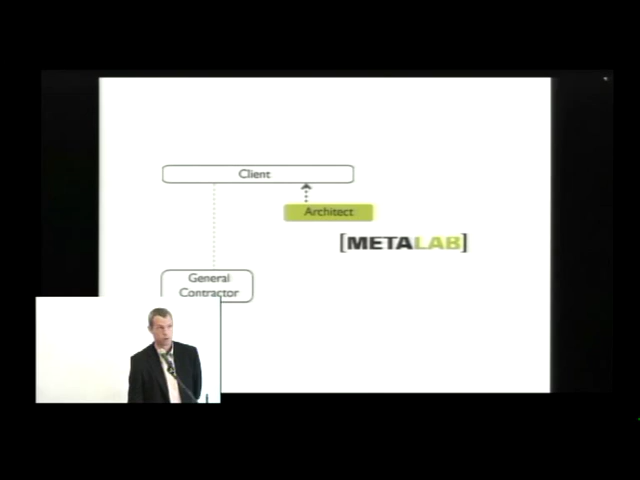 Client
Architect
[METALAB]
General
Contractor